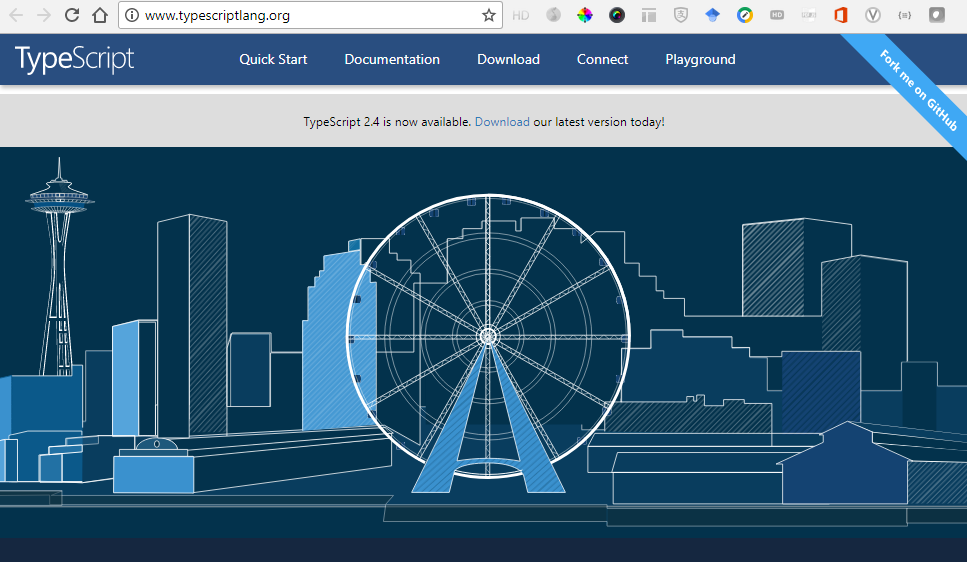 www.typescriptlang.org
HD
HD
TypeScript
Quick Start
Documentation
Download
Connect
Playground
Fork me on GitHub
TypeScript 2.4 is now available. Download our latest version today!